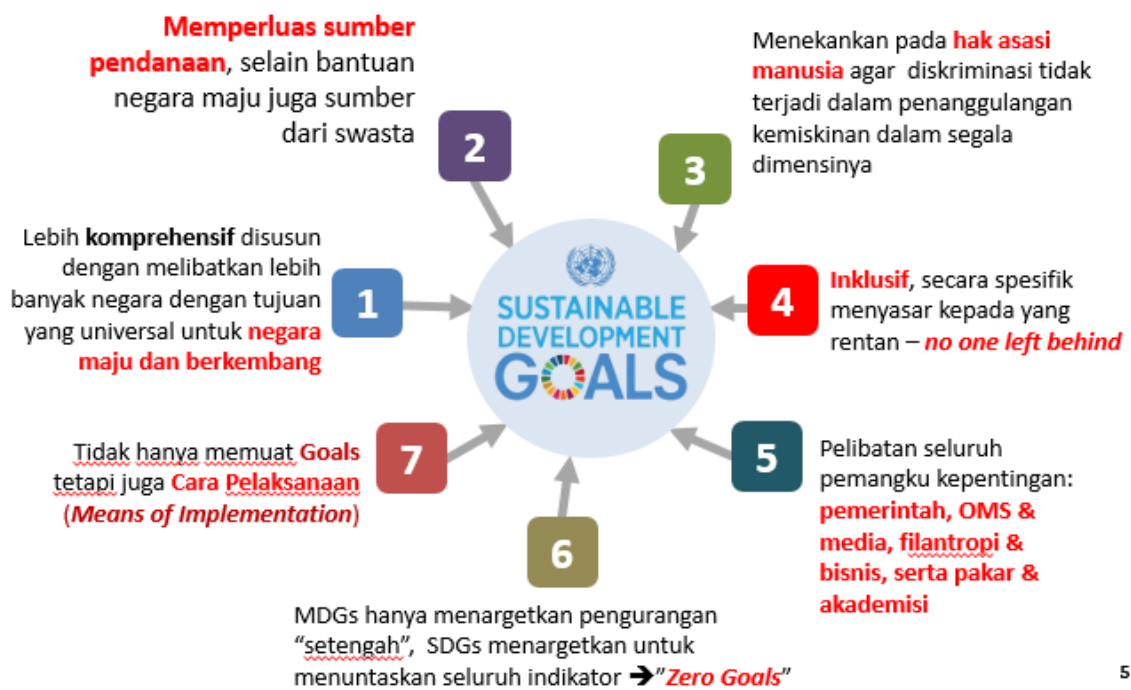 Memperluas sumber
pendanaan, selain bantuan
negara maju juga sumber
dari swasta
2
Menekankan pada hak asasi
manusia agar diskriminasi tidak
terjadi dalam penanggulangan
kemiskinan dalam segala
dimensinya
3
Lebih komprehensif disusun
dengan melibatkan lebih
banyak negara dengan tujuan
yang universal untuk negara
maju dan berkembang
1
SUSTAINABLE
DEVELOPMENT
GOALS
4
Inklusif, secara spesifik
menyasar kepada yang
rentan – no one left behind
Tidak hanya memuat Goals
tetapi juga Cara Pelaksanaan
(Means of Implementation)
7
5
Pelibatan seluruh
pemangku kepentingan:
pemerintah, OMS &
media, filantropi &
bisnis, serta pakar &
akademisi
6
MDGs hanya menargetkan pengurangan
“setengah”, SDGs menargetkan untuk
menuntaskan seluruh indikator ➔”Zero Goals”
5